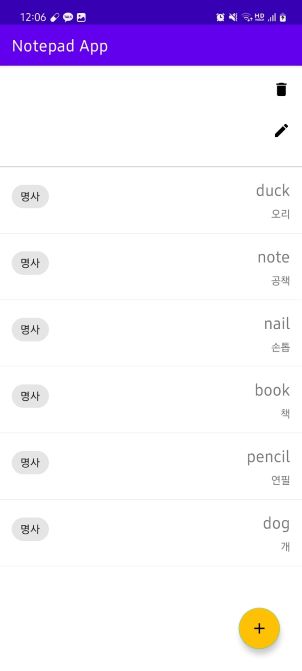 12:06
Notepad App
명사
duck
오리
명사
note
공책
명사
nail
손톱
명사
book
책
명사
pencil
연필
명사
dog
개
+